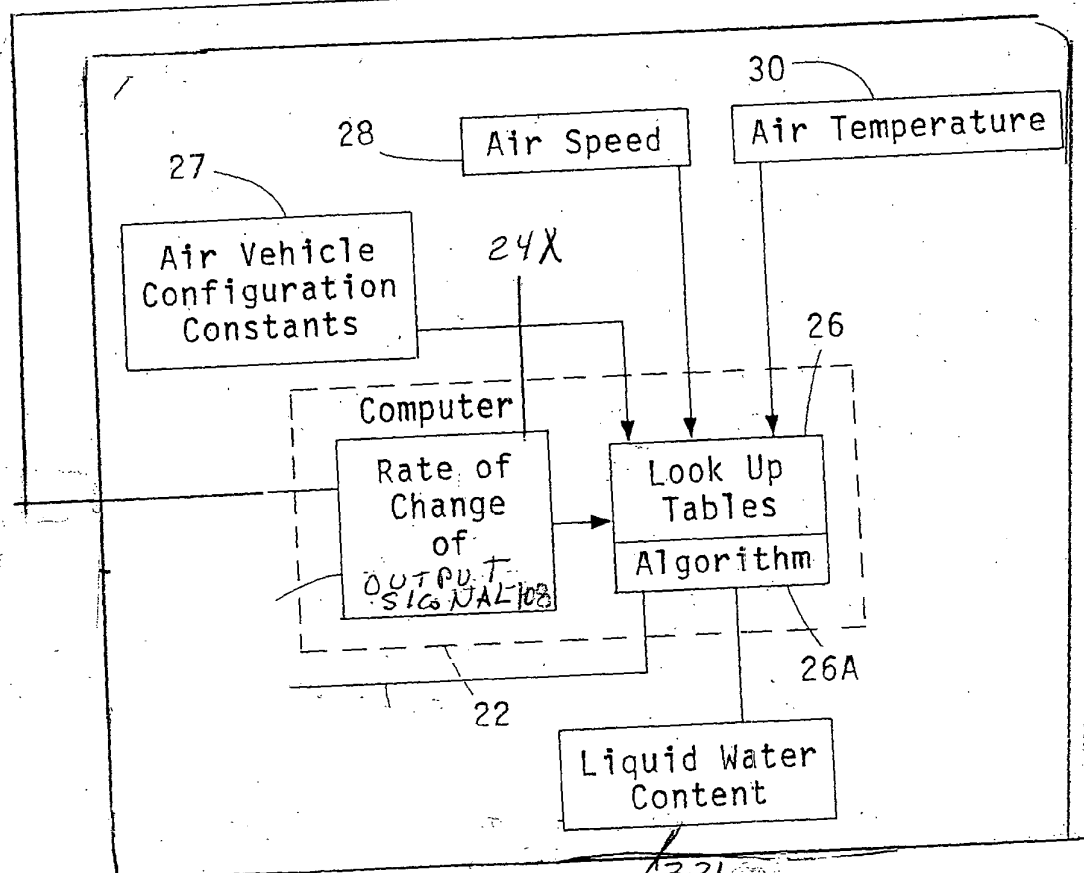 30
28
Air Speed
Air Temperature
27
Air Vehicle
Configuration
Constants
24X
26
Computer
Rate of
Change
of
OUTPUT
SIGNAL 108
Look Up
Tables
Algorithm
26A
22
Liquid Water
Content